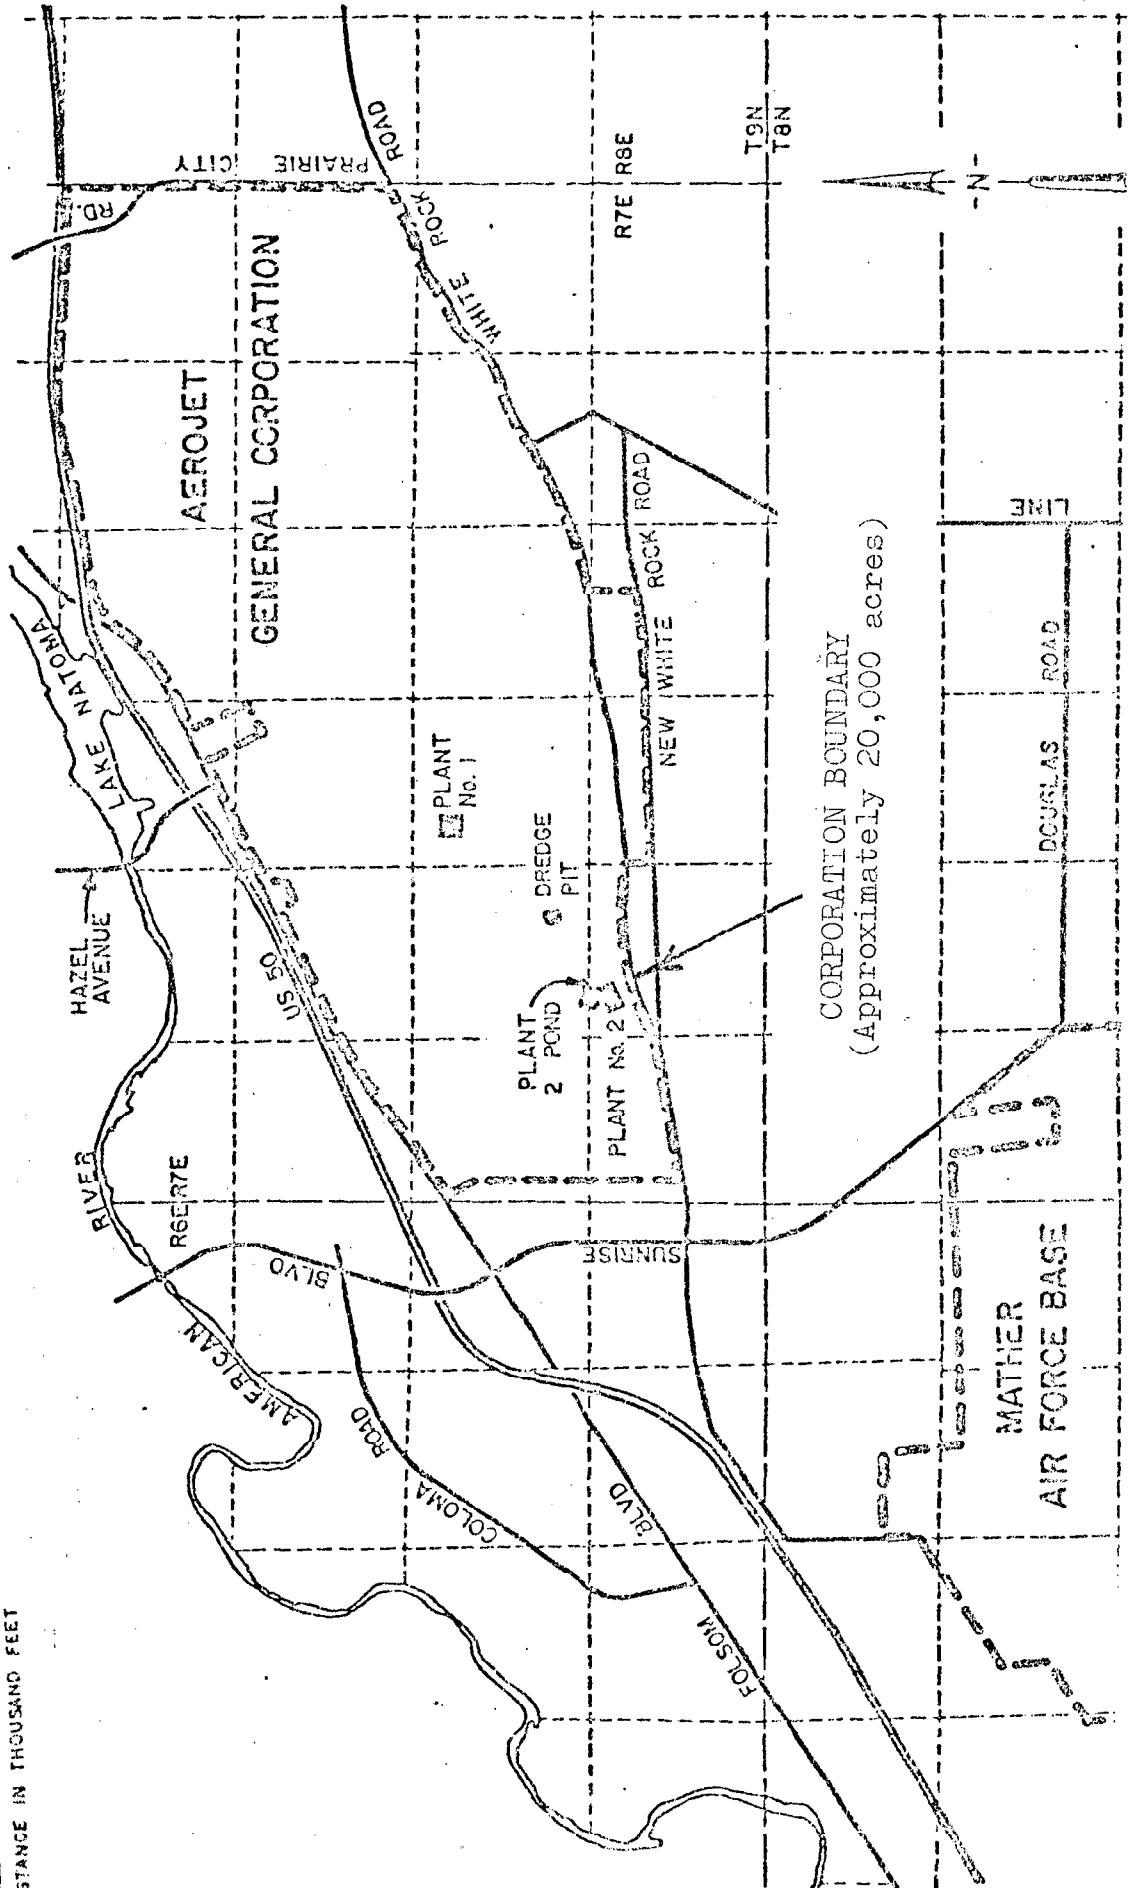 STANCE IN THOUSAND FEET
HAZEL
AVENUE
LAKE NATOMA
RD.
PRAIRIE CITY
ROAD
WHITE ROCK
AEROJET
GENERAL CORPORATION
RIVER
AMERICAN
R6E R7E
US 50
BLVD
SUNRISE
ROAD
COLOMA
BLVD
FOLSOM
PLANT
No. 1
DREDGE
PIT
PLANT
2 POND
PLANT No. 2
NEW WHITE ROCK ROAD
R7E R8E
T9N
T8N
-N-
CORPORATION BOUNDARY
(Approximately 20,000 acres)
DOUGLAS ROAD
LINE
MATHER
AIR FORCE BASE